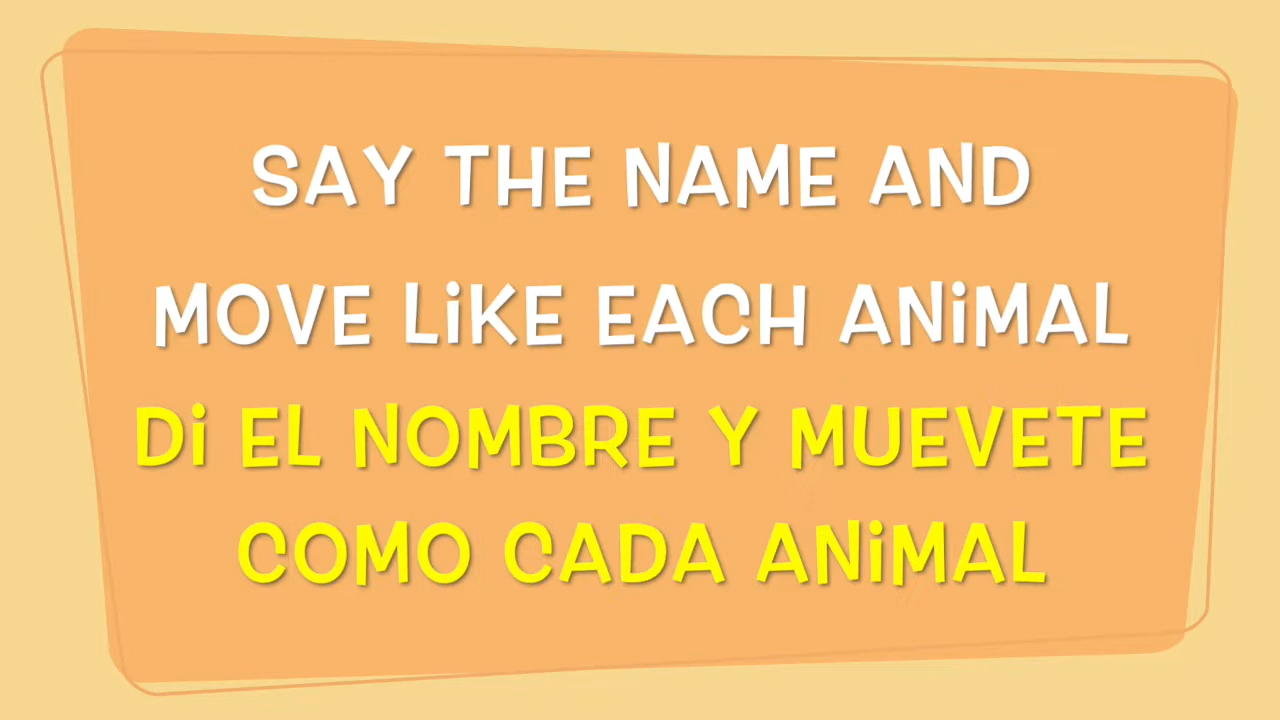 SAY THE NAME AND
MOVE LiKE EACH ANiMAL
Di EL NOMBRE Y MUEVETE
COMO CADA ANiMAL